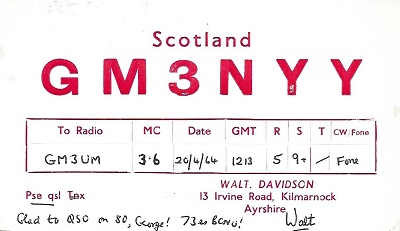 Scotland
GM3NYY
To Radio MC Date GMT R S T CW/Fone
GM3UM 3.6 20/4/64 1213 5 9+ / Fone
WALT. DAVIDSON
Pse qsl Tnx 13 Irvine Road, Kilmarnock
Ayrshire
Glad to QSO on 80, George! 73 es BCNU! Walt